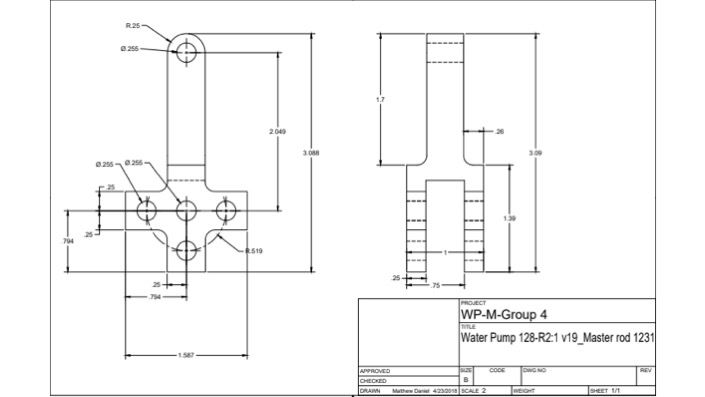 R.25
Ø.255
2.049
3.088
Ø.255
Ø.255
.25
.25
.794
R.519
.25
.794
1.587
1.7
.26
3.09
1.39
1
.25
.75
PROJECT
WP-M-Group 4
TITLE
Water Pump 128-R2:1 v19_Master rod 1231
APPROVED
SIZE CODE DWG NO REV
CHECKED
B
DRAWN Matthew Daniel 4/23/2018 SCALE 2 WEIGHT SHEET 1/1